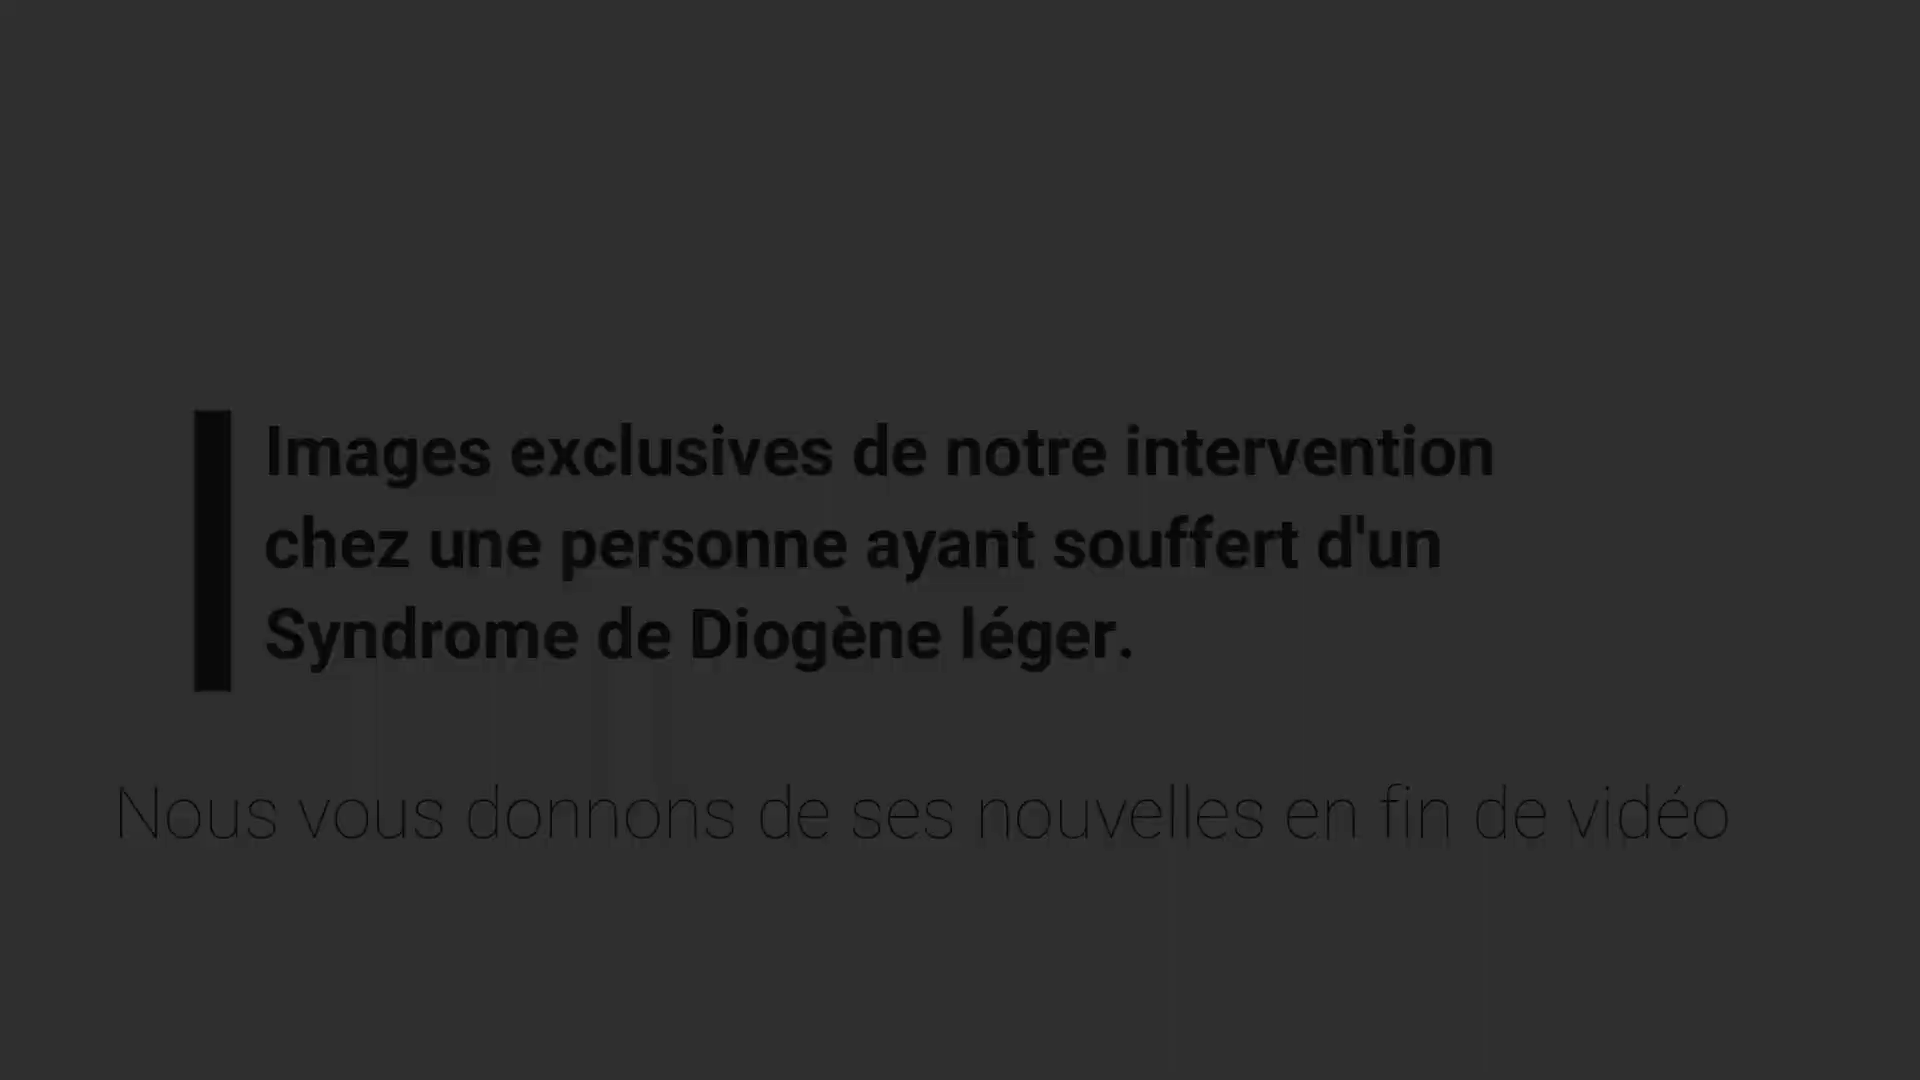 Images exclusives de notre intervention
chez une personne ayant souffert d'un
Syndrome de Diogène léger.
Nous vous donnons de ses nouvelles en fin de vidéo